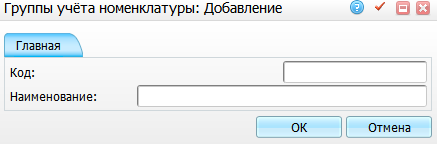 Группы учёта номенклатуры: Добавление
Главная
Код:
Наименование:
ОК Отмена